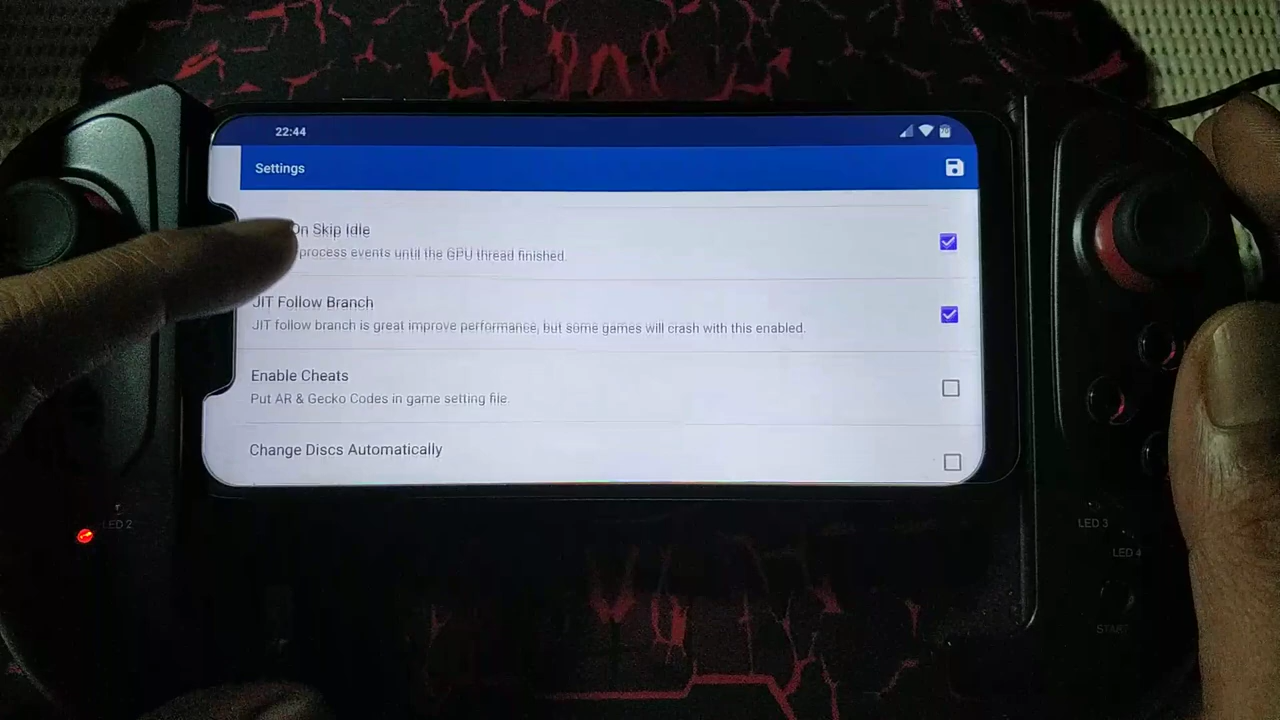 22:44
Settings
On Skip Idle
process events until the GPU thread finished.
JIT Follow Branch
JIT follow branch is great improve performance, but some games will crash with this enabled.
Enable Cheats
Put AR & Gecko Codes in game setting file.
Change Discs Automatically
LED 2
LED 3
LED 4
START